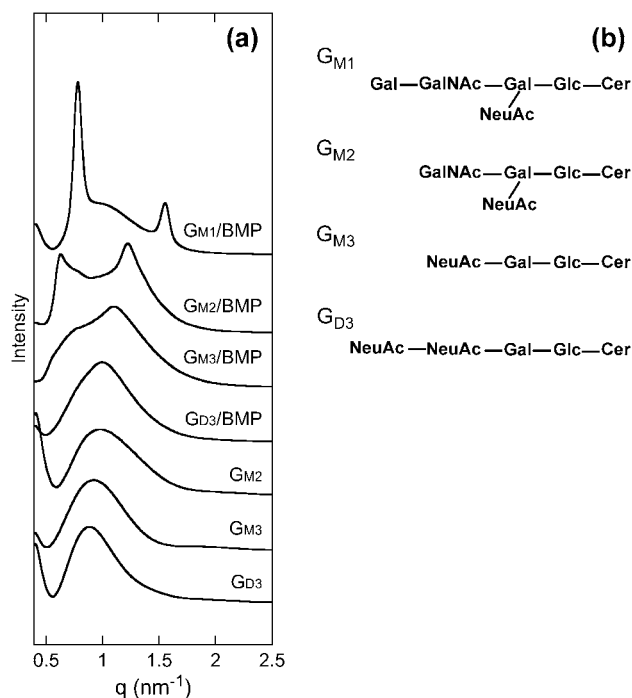 (a)
GM1/BMP
GM2/BMP
GM3/BMP
GD3/BMP
GM2
GM3
GD3
Intensity
0.5 1 1.5 2 2.5
q (nm-1)
(b)
GM1
Gal—GalNAc—Gal—Glc—Cer
NeuAc
GM2
GalNAc—Gal—Glc—Cer
NeuAc
GM3
NeuAc—Gal—Glc—Cer
GD3
NeuAc—NeuAc—Gal—Glc—Cer